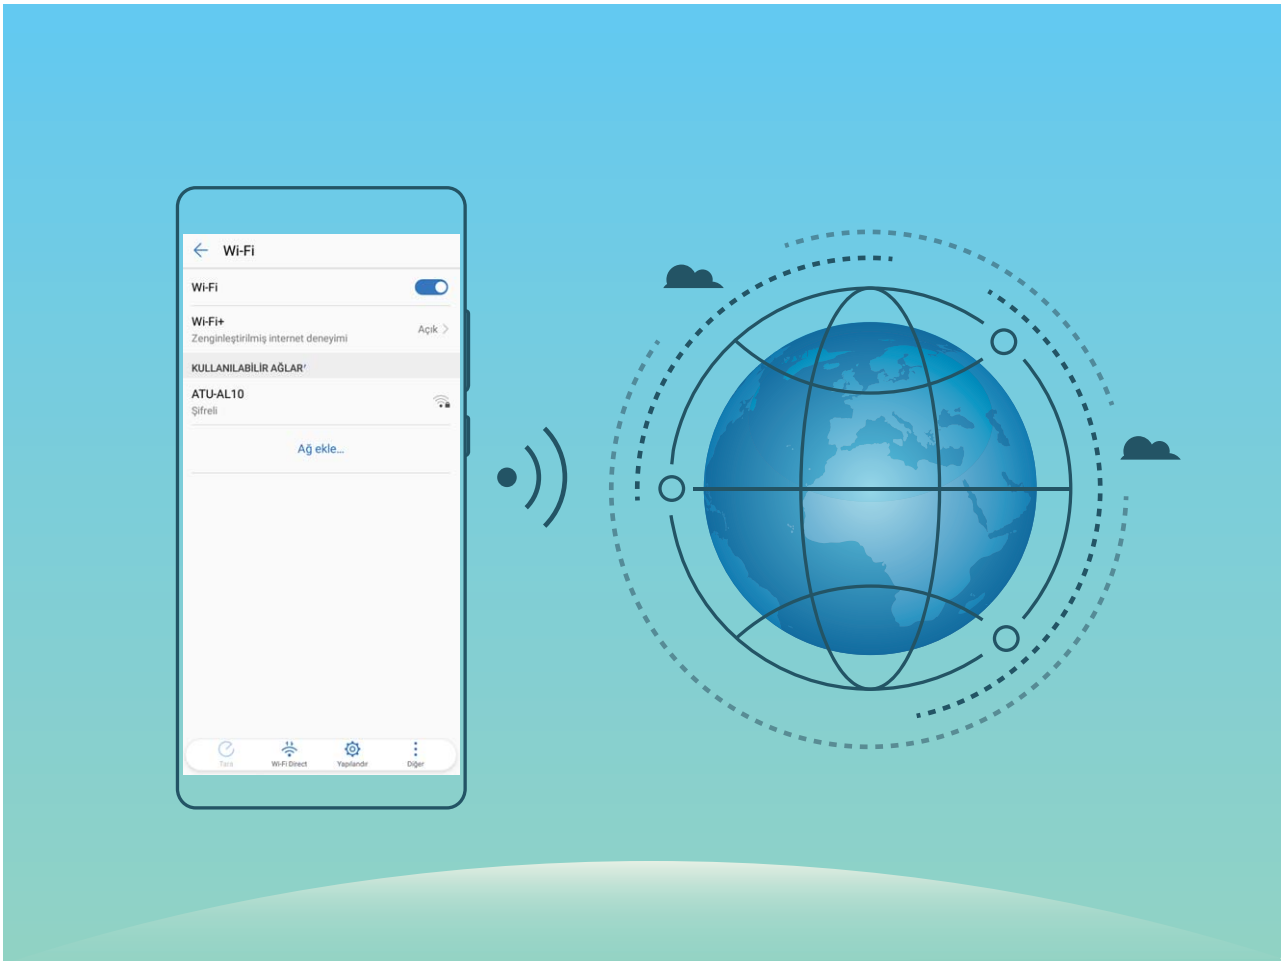 Wi-Fi
Wi-Fi
Wi-Fi+
Zenginleştirilmiş internet deneyimi
Açık
KULLANILABİLİR AĞLAR
ATU-AL10
Şifreli
Ağ ekle...
Tara
Wi-Fi Direct
Yapılandır
Diğer